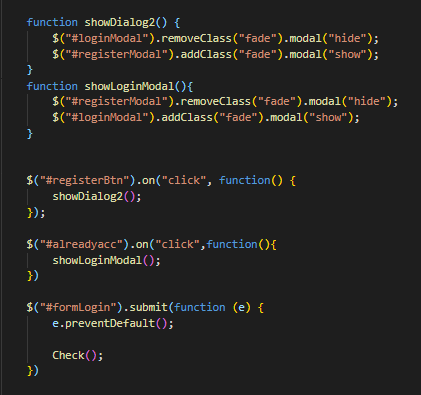 function showDialog2() {
    $("#loginModal").removeClass("fade").modal("hide");
    $("#registerModal").addClass("fade").modal("show");
}
function showLoginModal(){
    $("#registerModal").removeClass("fade").modal("hide");
    $("#loginModal").addClass("fade").modal("show");
}
$("#registerBtn").on("click", function() {
    showDialog2();
});
$("#alreadyacc").on("click",function(){
    showLoginModal();
})
$("#formLogin").submit(function (e) {
    e.preventDefault();
    Check();
})